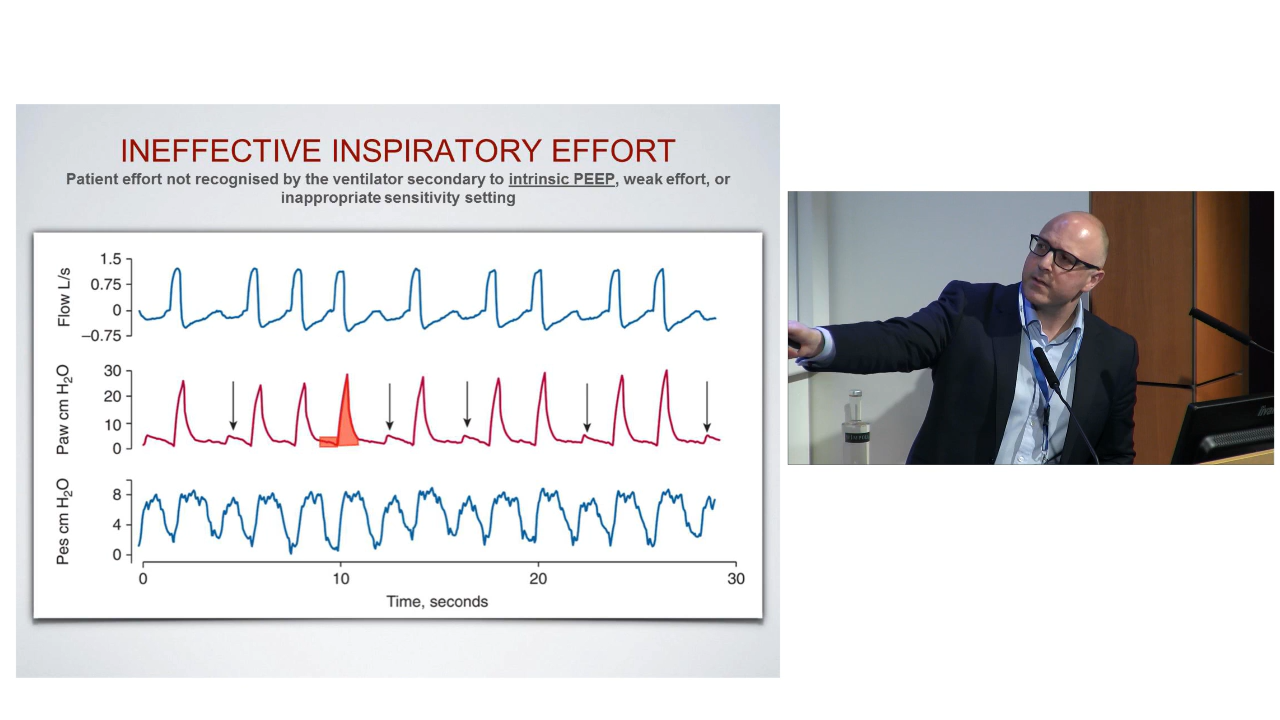 INEFFECTIVE INSPIRATORY EFFORT
Patient effort not recognised by the ventilator secondary to intrinsic PEEP, weak effort, or
inappropriate sensitivity setting
Flow L/s
1.5
0.75
0
–0.75
Paw cm H₂O
30
20
10
0
Pes cm H₂O
8
4
0
0
10
20
30
Time, seconds